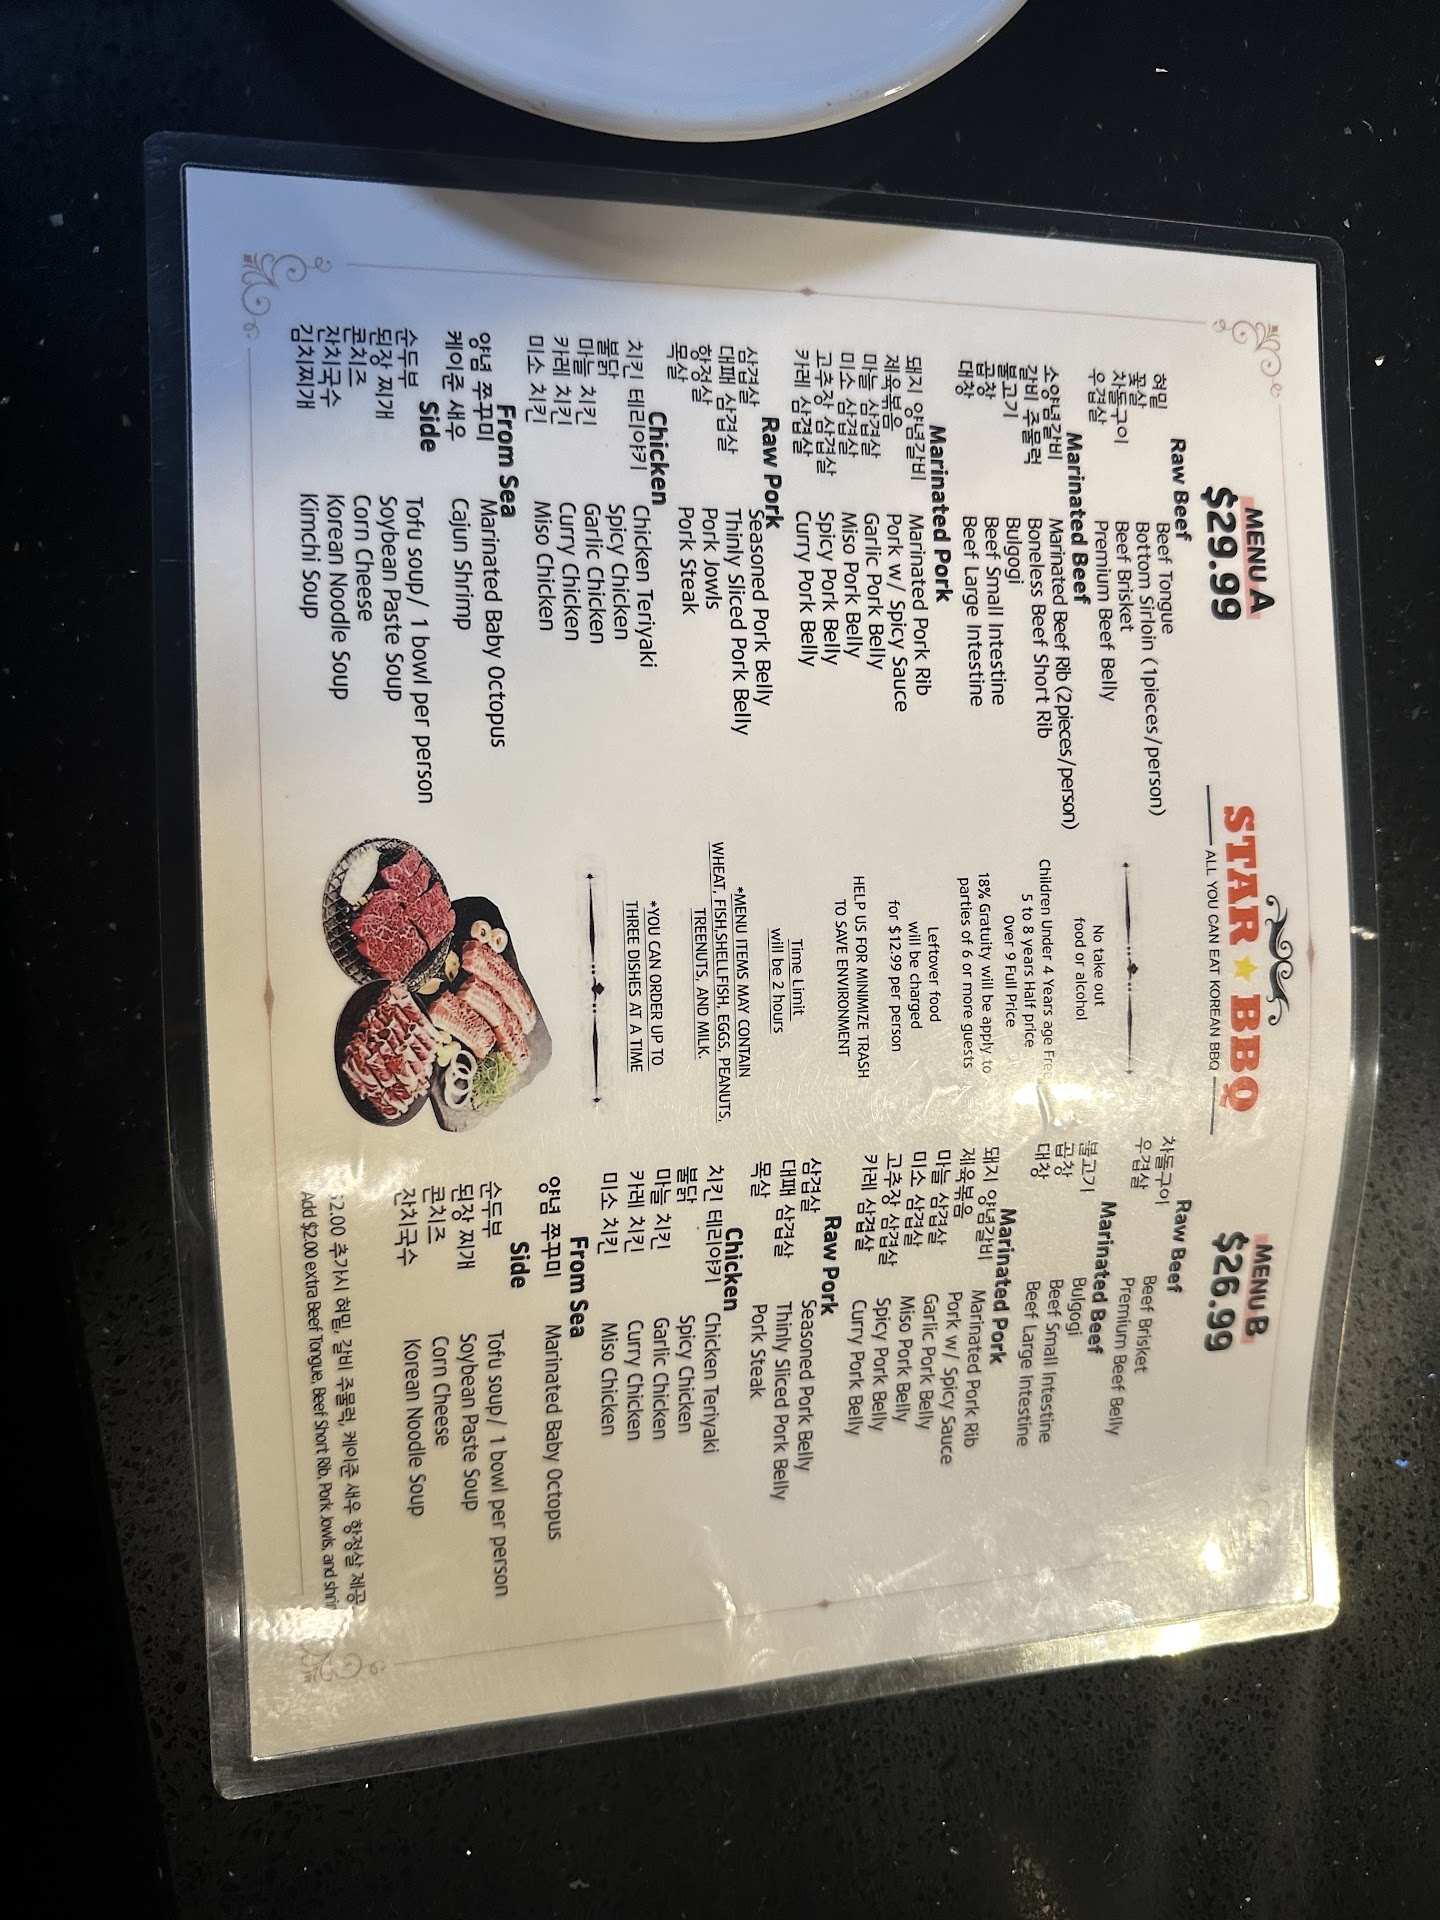 MENU A
$29.99
Raw Beef
혀밑 Beef Tongue
꽃살 Bottom Sirloin (1pieces/person)
차돌구이 Beef Brisket
우겹살 Premium Beef Belly
Marinated Beef
소양념갈비 Marinated Beef Rib (2pieces/person)
갈비 주물럭 Boneless Beef Short Rib
불고기 Bulgogi
곱창 Beef Small Intestine
대창 Beef Large Intestine
Marinated Pork
돼지 양념갈비 Marinated Pork Rib
제육볶음 Pork w/ Spicy Sauce
마늘 삼겹살 Garlic Pork Belly
미소 삼겹살 Miso Pork Belly
고추장 삼겹살 Spicy Pork Belly
카레 삼겹살 Curry Pork Belly
Raw Pork
삼겹살 Seasoned Pork Belly
대패 삼겹살 Thinly Sliced Pork Belly
항정살 Pork Jowls
목살 Pork Steak
Chicken
치킨 테리야키 Chicken Teriyaki
불닭 Spicy Chicken
마늘 치킨 Garlic Chicken
카레 치킨 Curry Chicken
미소 치킨 Miso Chicken
From Sea
양념 쭈꾸미 Marinated Baby Octopus
케이준 새우 Cajun Shrimp
Side
순두부 Tofu soup/ 1 bowl per person
된장 찌개 Soybean Paste Soup
콘치즈 Corn Cheese
잔치국수 Korean Noodle Soup
김치찌개 Kimchi Soup
STAR BBQ
ALL YOU CAN EAT KOREAN BBQ
No take out
food or alcohol
Children Under 4 Years age Free
5 to 8 years Half price
Over 9 Full Price
18% Gratuity will be apply to
parties of 6 or more guests
Leftover food
will be charged
for $12.99 per person
HELP US FOR MINIMIZE TRASH
TO SAVE ENVIRONMENT
Time Limit
will be 2 hours
*MENU ITEMS MAY CONTAIN
WHEAT, FISH,SHELLFISH, EGGS, PEANUTS,
TREENUTS, AND MILK.
*YOU CAN ORDER UP TO
THREE DISHES AT A TIME
MENU B
$26.99
Raw Beef
차돌구이 Beef Brisket
우겹살 Premium Beef Belly
Marinated Beef
불고기 Bulgogi
곱창 Beef Small Intestine
대창 Beef Large Intestine
Marinated Pork
돼지 양념갈비 Marinated Pork Rib
제육볶음 Pork w/ Spicy Sauce
마늘 삼겹살 Garlic Pork Belly
미소 삼겹살 Miso Pork Belly
고추장 삼겹살 Spicy Pork Belly
카레 삼겹살 Curry Pork Belly
Raw Pork
삼겹살 Seasoned Pork Belly
대패 삼겹살 Thinly Sliced Pork Belly
목살 Pork Steak
Chicken
치킨 테리야키 Chicken Teriyaki
불닭 Spicy Chicken
마늘 치킨 Garlic Chicken
카레 치킨 Curry Chicken
미소 치킨 Miso Chicken
From Sea
양념 쭈꾸미 Marinated Baby Octopus
Side
순두부 Tofu soup/ 1 bowl per person
된장 찌개 Soybean Paste Soup
콘치즈 Corn Cheese
잔치국수 Korean Noodle Soup
$2.00 추가시 혀밑, 갈비 주물럭, 케이준 새우 항정살 제공
Add $2.00 extra Beef Tongue, Beef Short Rib, Pork Jowls, and